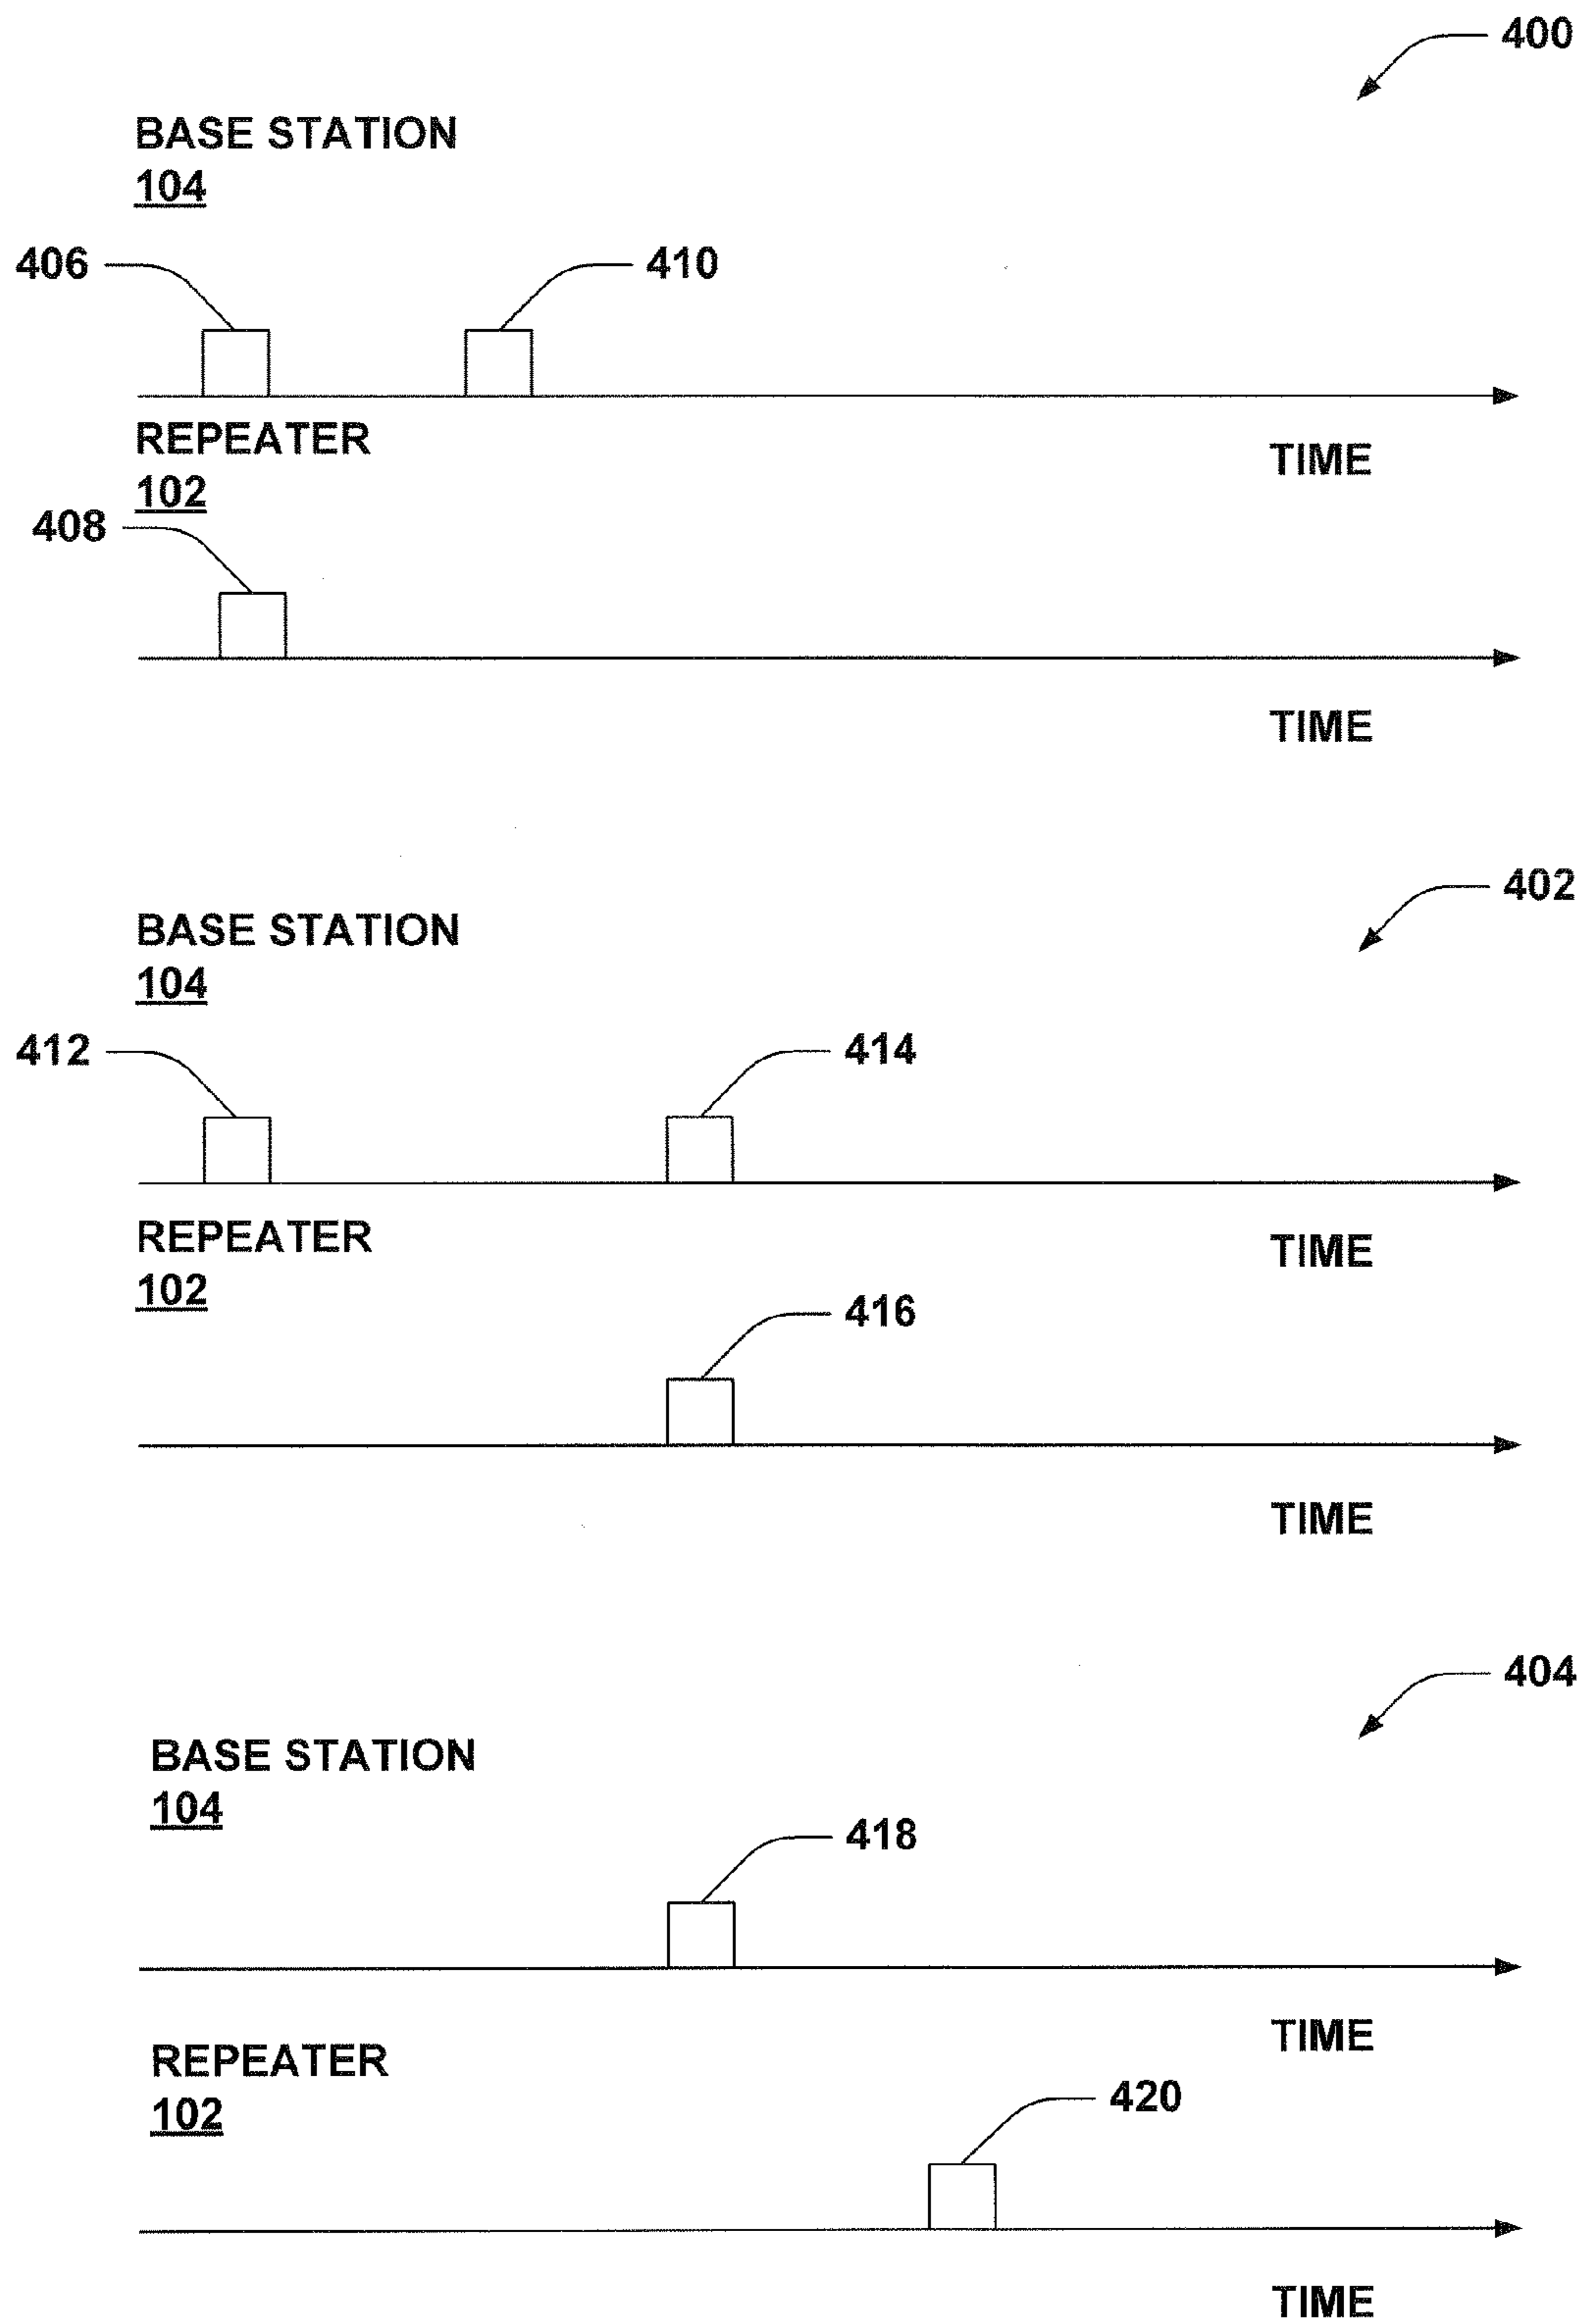 400
BASE STATION
104
406
410
REPEATER
102
TIME
408
TIME
402
BASE STATION
104
412
414
REPEATER
102
TIME
416
TIME
404
BASE STATION
104
418
TIME
REPEATER
102
420
TIME